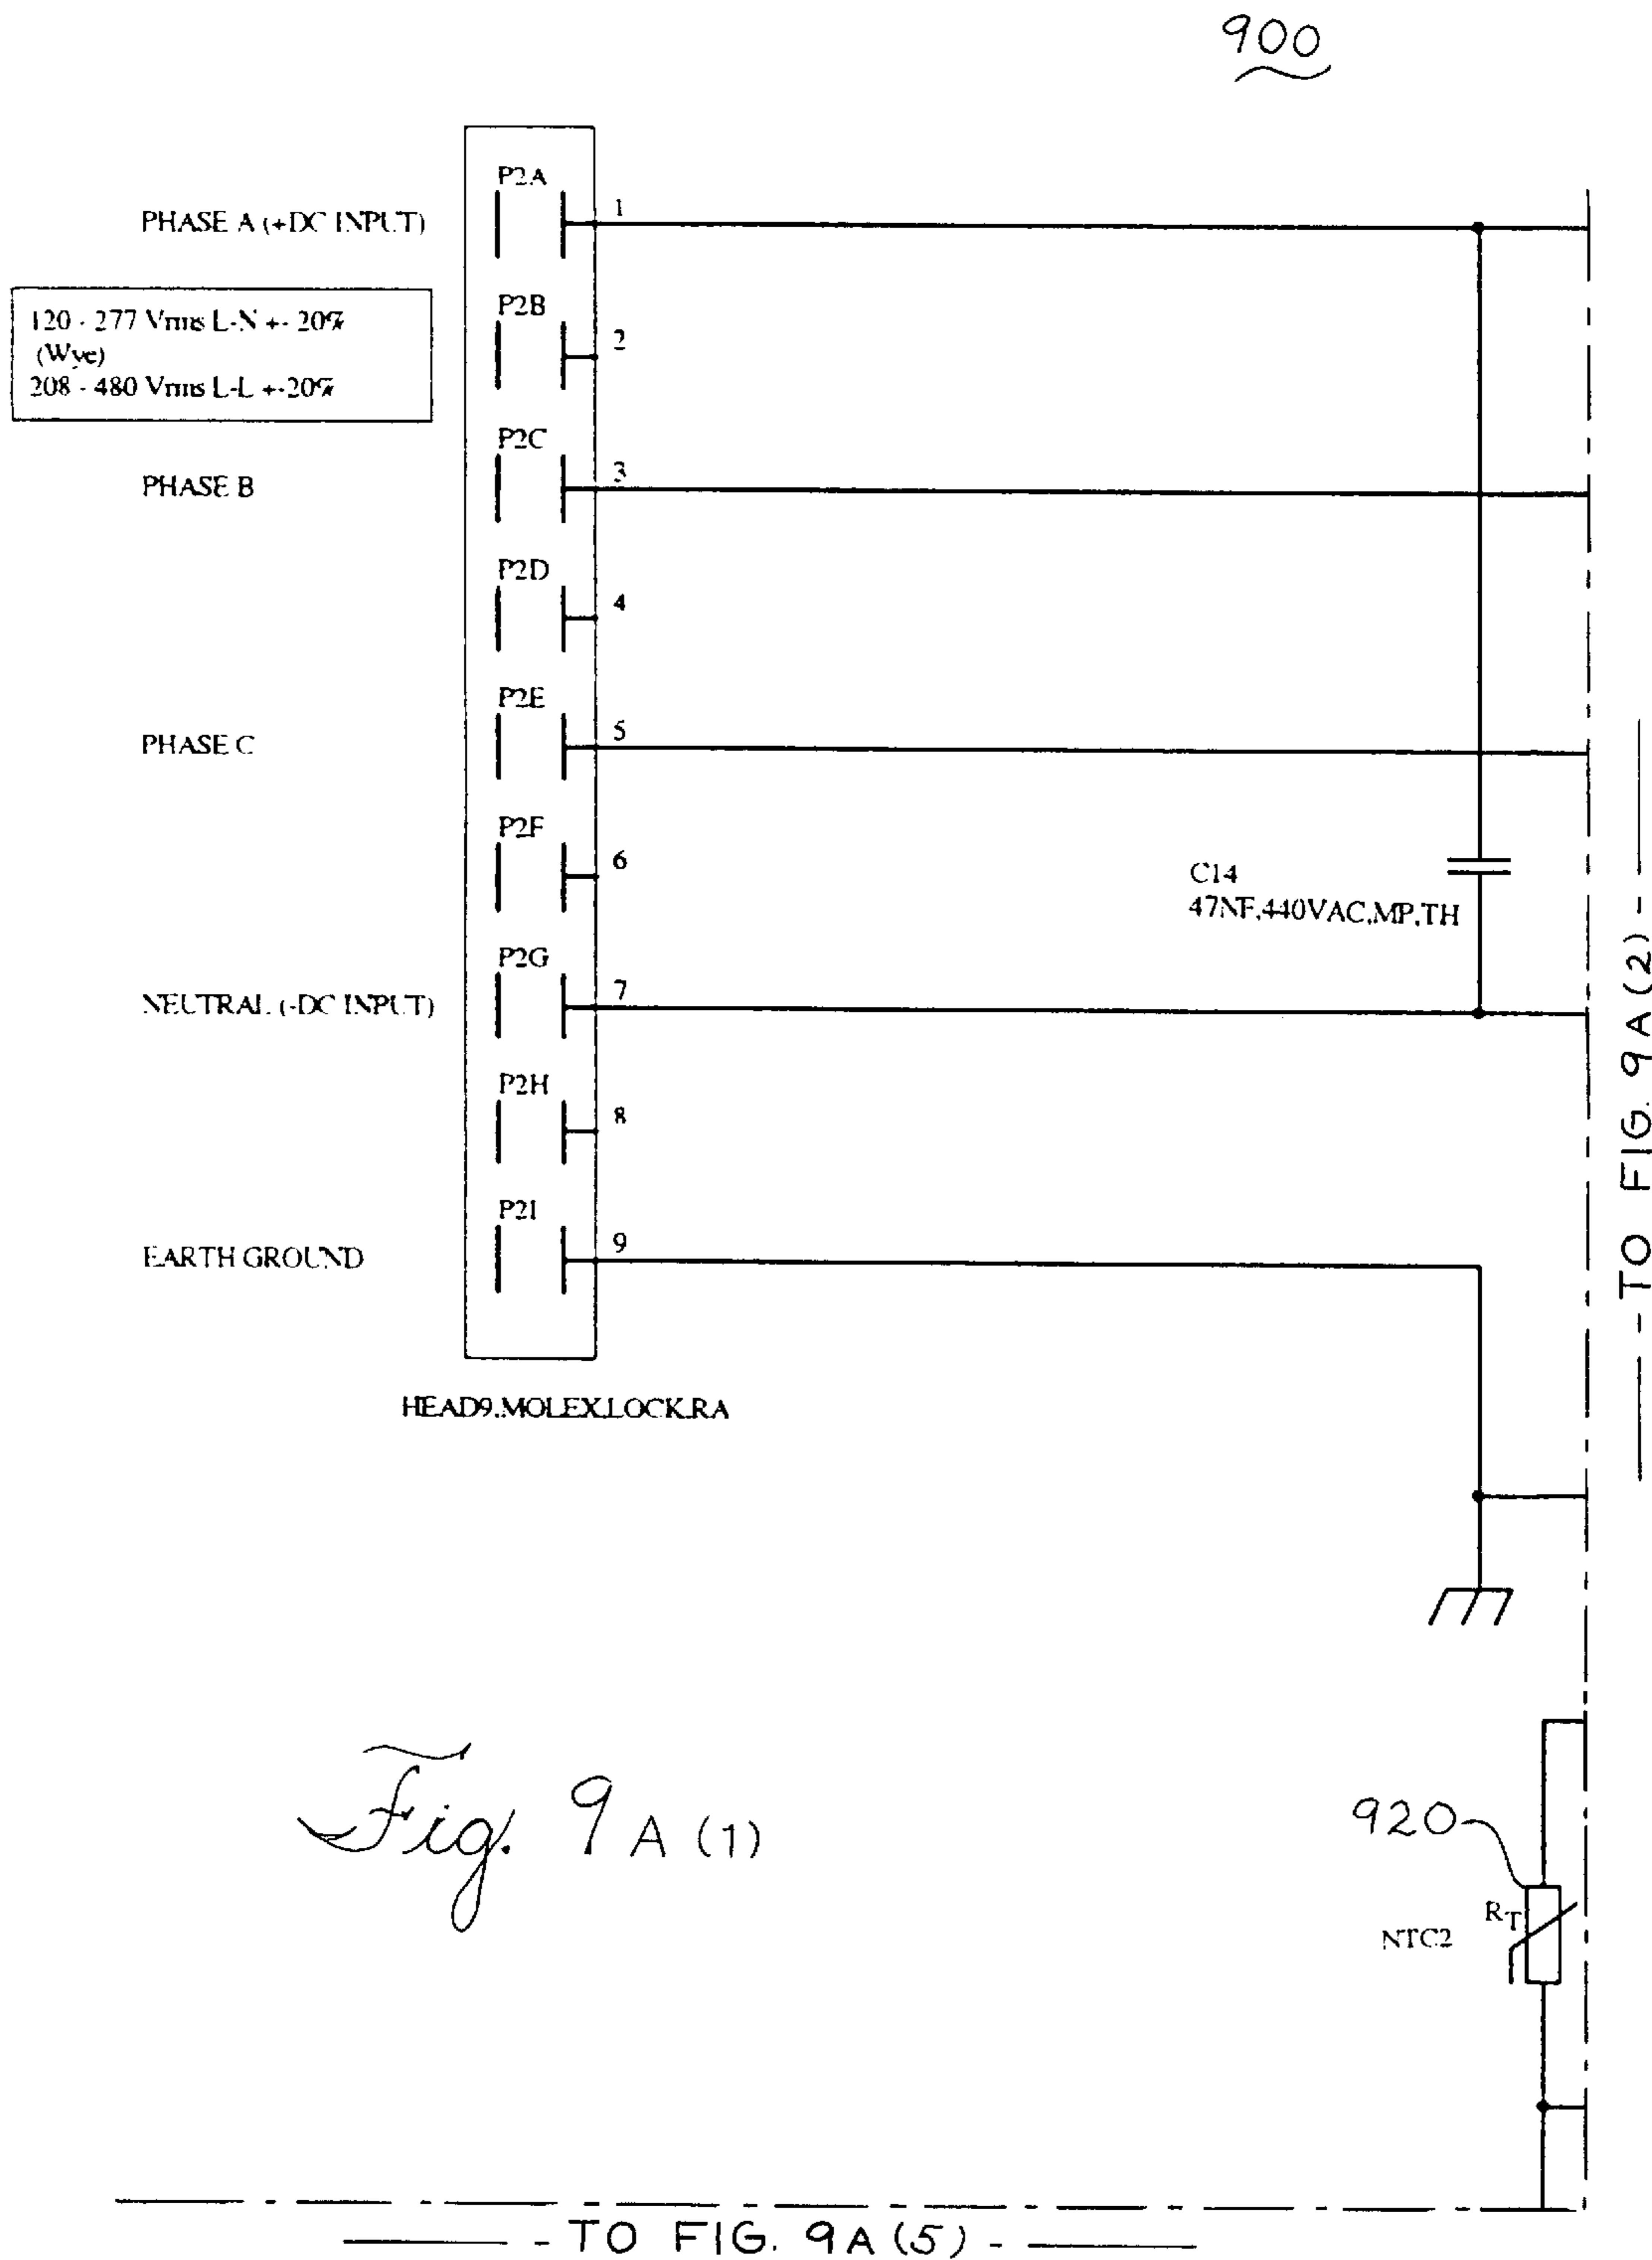 900
P2A
PHASE A (+DC INPUT)
1
120 - 277 Vrms L-N +- 20%
(Wye)
208 - 480 Vrms L-L +-20%
P2B
2
P2C
PHASE B
3
P2D
4
P2E
PHASE C
5
P2F
6
C14
47NF,440VAC,MP,TH
P2G
NEUTRAL (-DC INPUT)
7
P2H
8
P2I
EARTH GROUND
9
HEAD9,MOLEX,LOCK,RA
TO FIG. 9A(2)
Fig. 9A (1)
920
RT
NTC2
TO FIG. 9A(5)